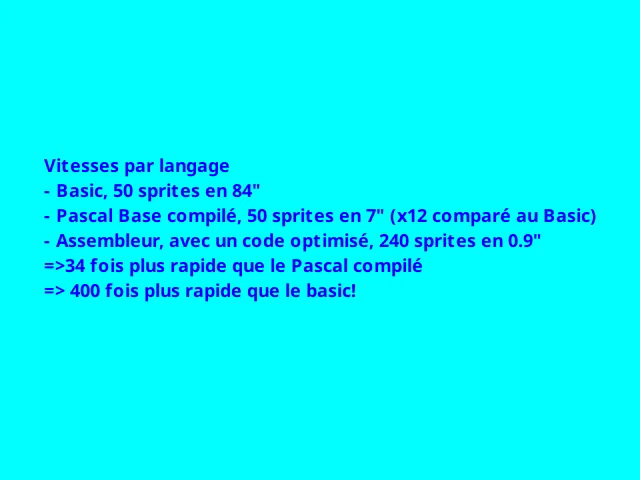 Vitesses par langage
- Basic, 50 sprites en 84"
- Pascal Base compilé, 50 sprites en 7" (x12 comparé au Basic)
- Assembleur, avec un code optimisé, 240 sprites en 0.9"
=>34 fois plus rapide que le Pascal compilé
=> 400 fois plus rapide que le basic!